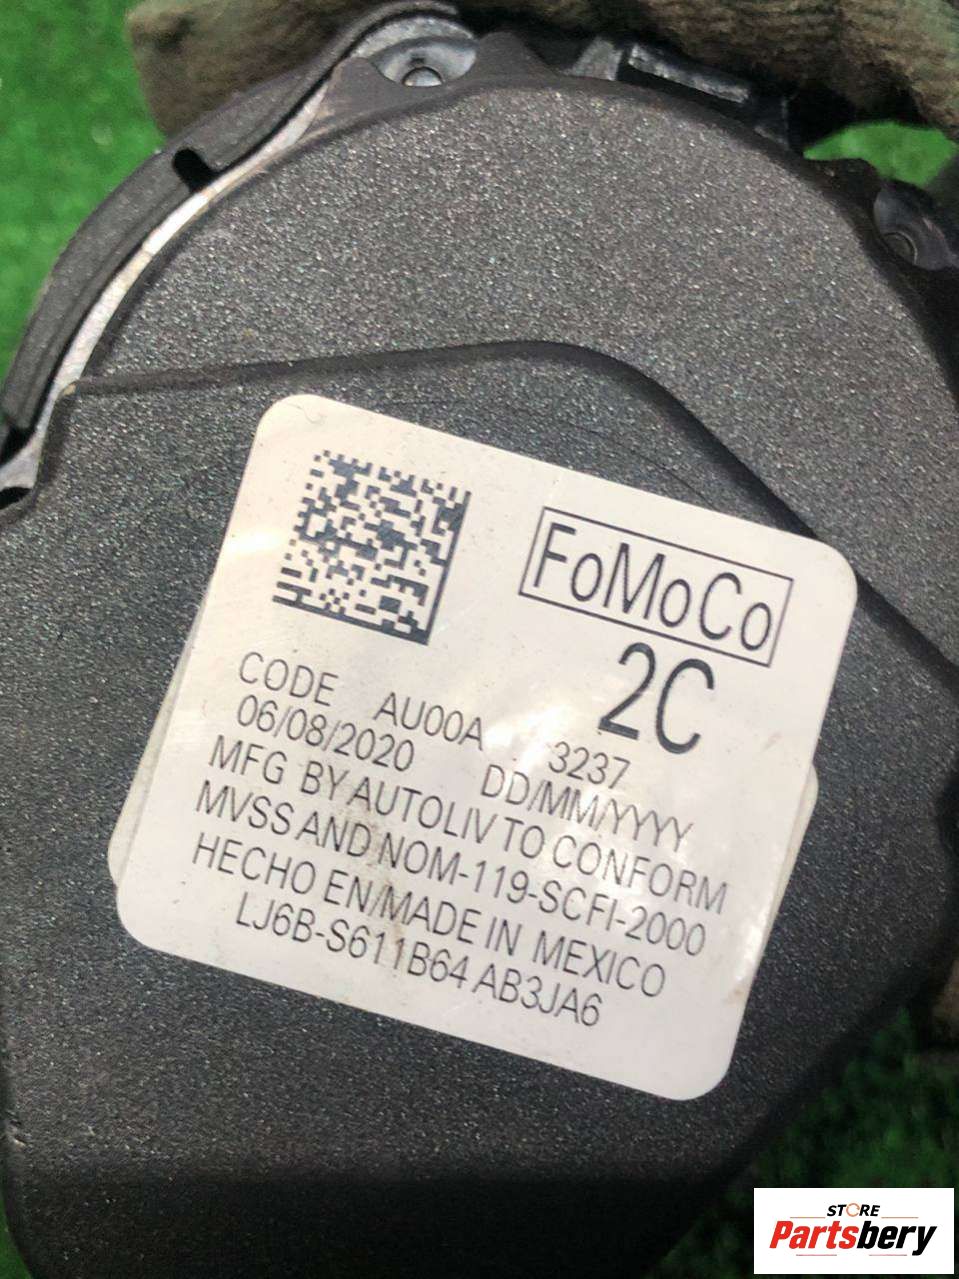 FoMoCo
2C
CODE AU00A 3237
06/08/2020 DD/MM/YYYY
MFG BY AUTOLIV TO CONFORM
MVSS AND NOM-119-SCFI-2000
HECHO EN/MADE IN MEXICO
LJ6B-S611B64 AB3JA6
STORE
Partsbery